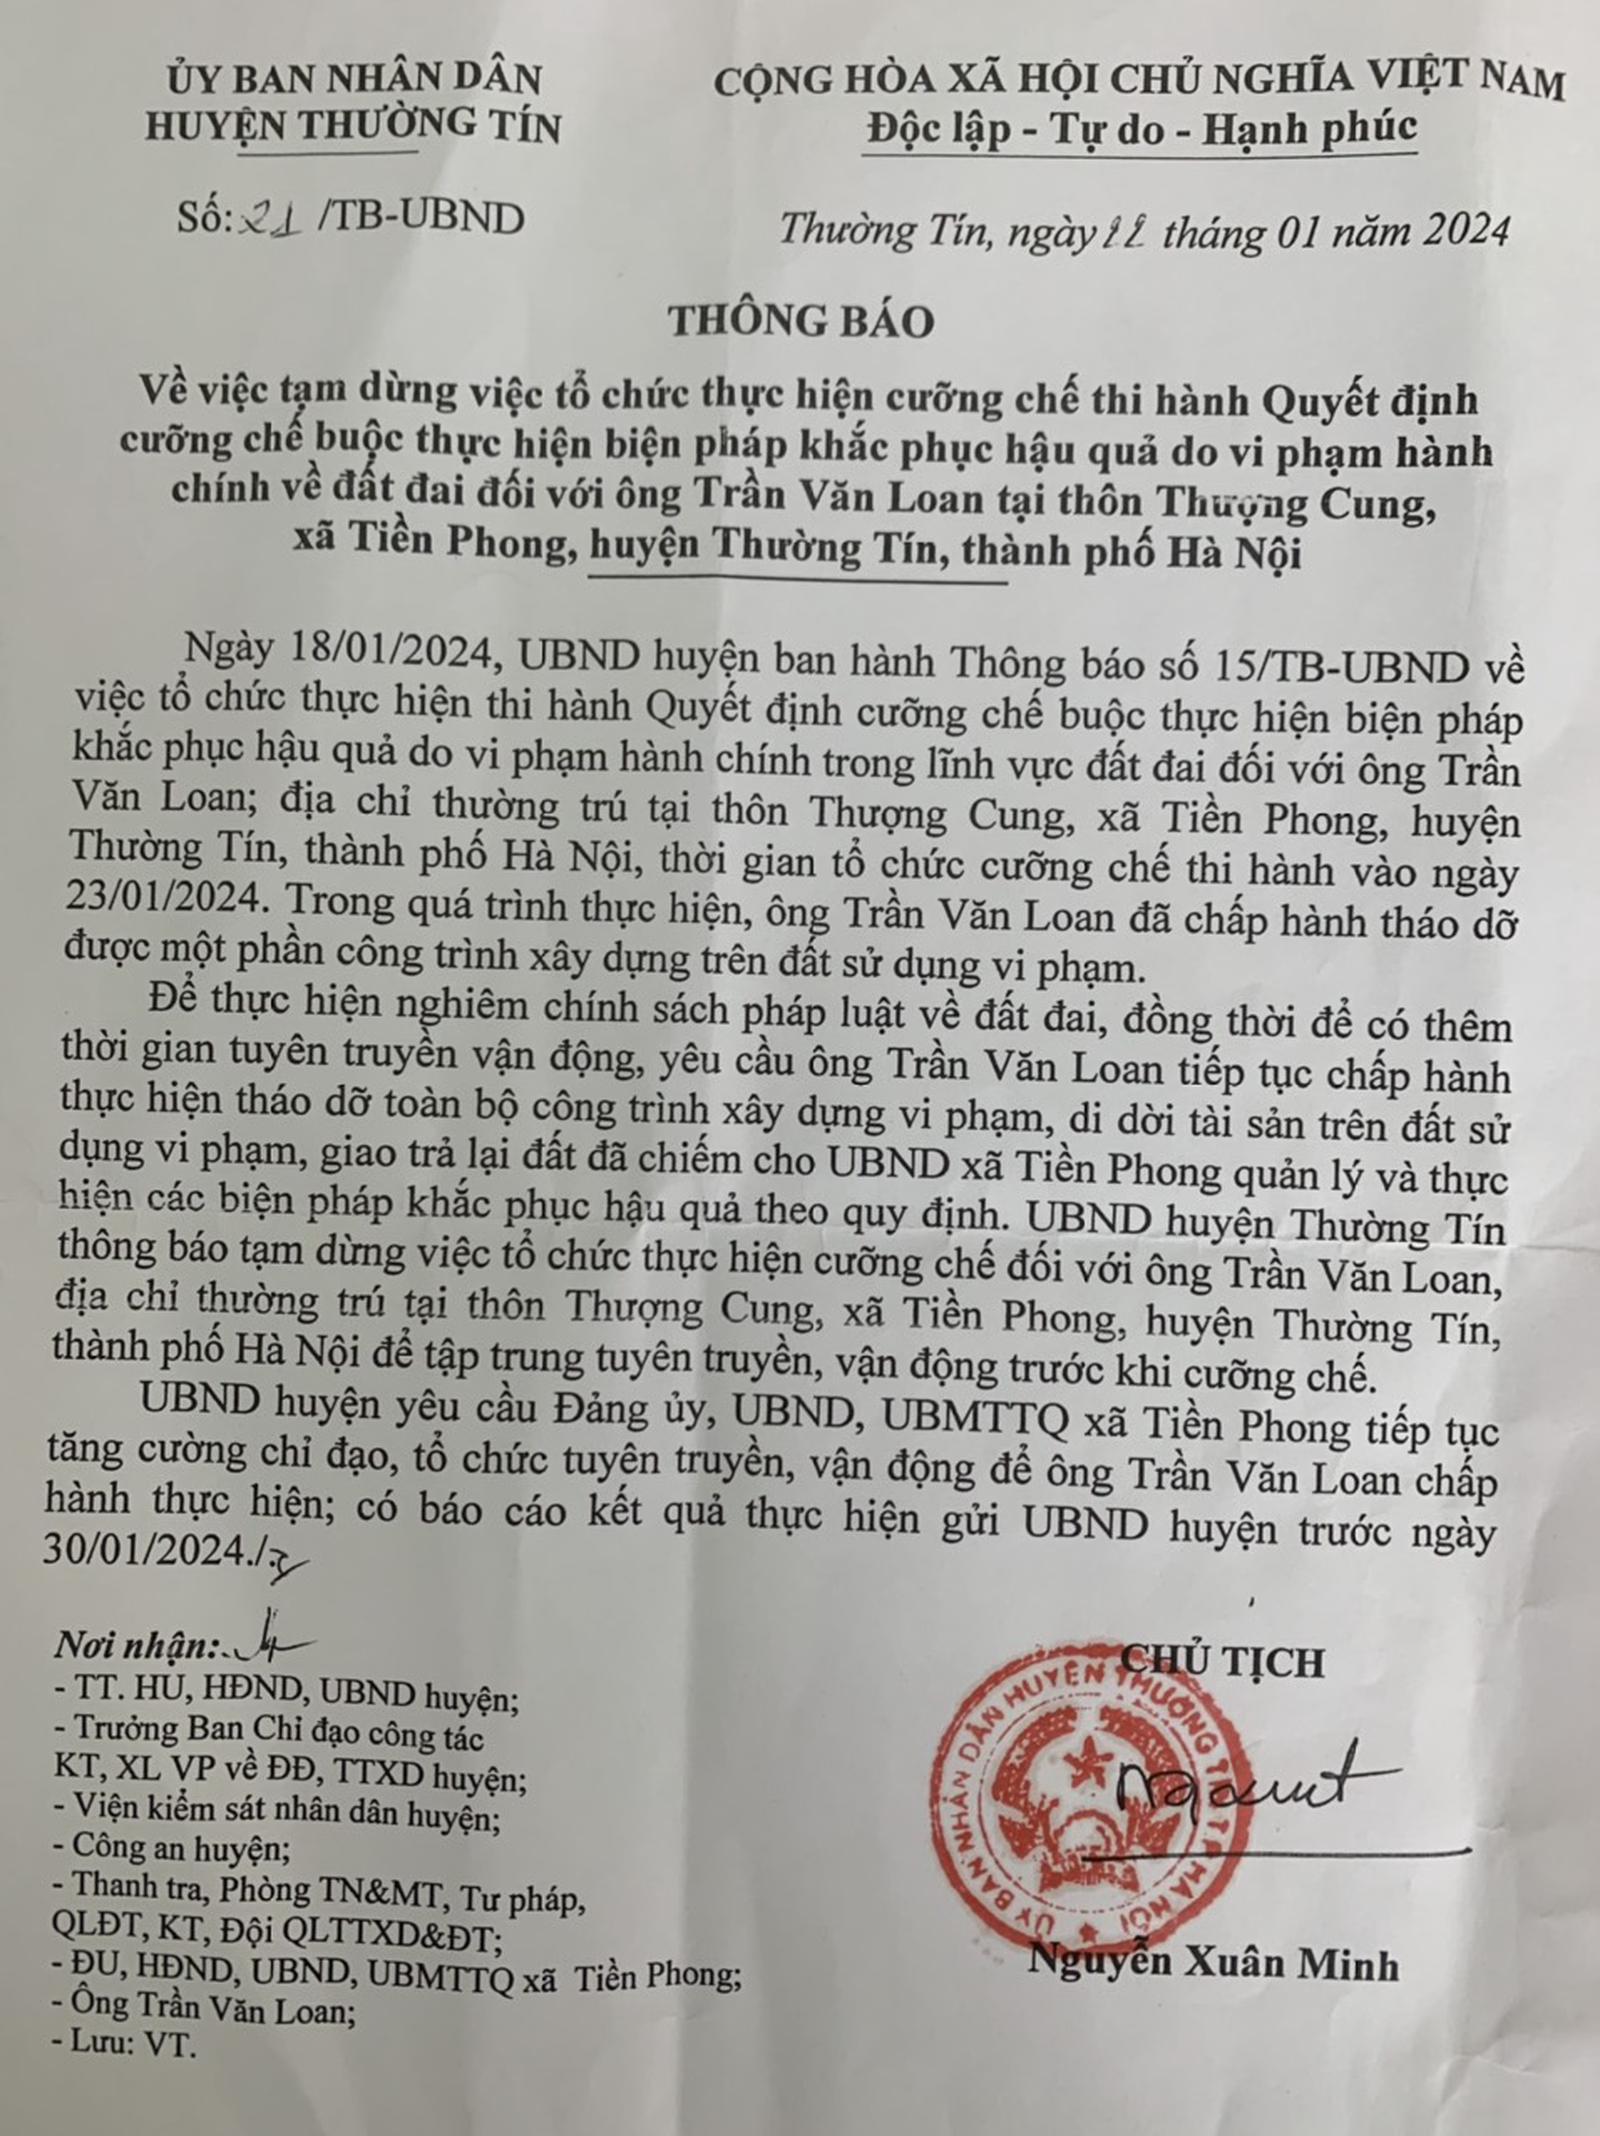 ỦY BAN NHÂN DÂN
HUYỆN THƯỜNG TÍN
CỘNG HÒA XÃ HỘI CHỦ NGHĨA VIỆT NAM
Độc lập - Tự do - Hạnh phúc
Số: 21 /TB-UBND
Thường Tín, ngày 22 tháng 01 năm 2024
THÔNG BÁO
Về việc tạm dừng việc tổ chức thực hiện cưỡng chế thi hành Quyết định
cưỡng chế buộc thực hiện biện pháp khắc phục hậu quả do vi phạm hành
chính về đất đai đối với ông Trần Văn Loan tại thôn Thượng Cung,
xã Tiền Phong, huyện Thường Tín, thành phố Hà Nội
Ngày 18/01/2024, UBND huyện ban hành Thông báo số 15/TB-UBND về
việc tổ chức thực hiện thi hành Quyết định cưỡng chế buộc thực hiện biện pháp
khắc phục hậu quả do vi phạm hành chính trong lĩnh vực đất đai đối với ông Trần
Văn Loan; địa chỉ thường trú tại thôn Thượng Cung, xã Tiền Phong, huyện
Thường Tín, thành phố Hà Nội, thời gian tổ chức cưỡng chế thi hành vào ngày
23/01/2024. Trong quá trình thực hiện, ông Trần Văn Loan đã chấp hành tháo dỡ
được một phần công trình xây dựng trên đất sử dụng vi phạm.
Để thực hiện nghiêm chính sách pháp luật về đất đai, đồng thời để có thêm
thời gian tuyên truyền vận động, yêu cầu ông Trần Văn Loan tiếp tục chấp hành
thực hiện tháo dỡ toàn bộ công trình xây dựng vi phạm, di dời tài sản trên đất sử
dụng vi phạm, giao trả lại đất đã chiếm cho UBND xã Tiền Phong quản lý và thực
hiện các biện pháp khắc phục hậu quả theo quy định. UBND huyện Thường Tín
thông báo tạm dừng việc tổ chức thực hiện cưỡng chế đối với ông Trần Văn Loan,
địa chỉ thường trú tại thôn Thượng Cung, xã Tiền Phong, huyện Thường Tín,
thành phố Hà Nội để tập trung tuyên truyền, vận động trước khi cưỡng chế.
UBND huyện yêu cầu Đảng ủy, UBND, UBMTTQ xã Tiền Phong tiếp tục
tăng cường chỉ đạo, tổ chức tuyên truyền, vận động để ông Trần Văn Loan chấp
hành thực hiện; có báo cáo kết quả thực hiện gửi UBND huyện trước ngày
30/01/2024./.
Nơi nhận:
- TT. HU, HĐND, UBND huyện;
- Trưởng Ban Chỉ đạo công tác
KT, XL VP về ĐĐ, TTXD huyện;
- Viện kiểm sát nhân dân huyện;
- Công an huyện;
- Thanh tra, Phòng TN&MT, Tư pháp,
QLĐT, KT, Đội QLTTXD&ĐT;
- ĐU, HĐND, UBND, UBMTTQ xã Tiền Phong;
- Ông Trần Văn Loan;
- Lưu: VT.
CHỦ TỊCH
ỦY BAN NHÂN DÂN HUYỆN THƯỜNG TÍN T.P HÀ NỘI
Nguyễn Xuân Minh